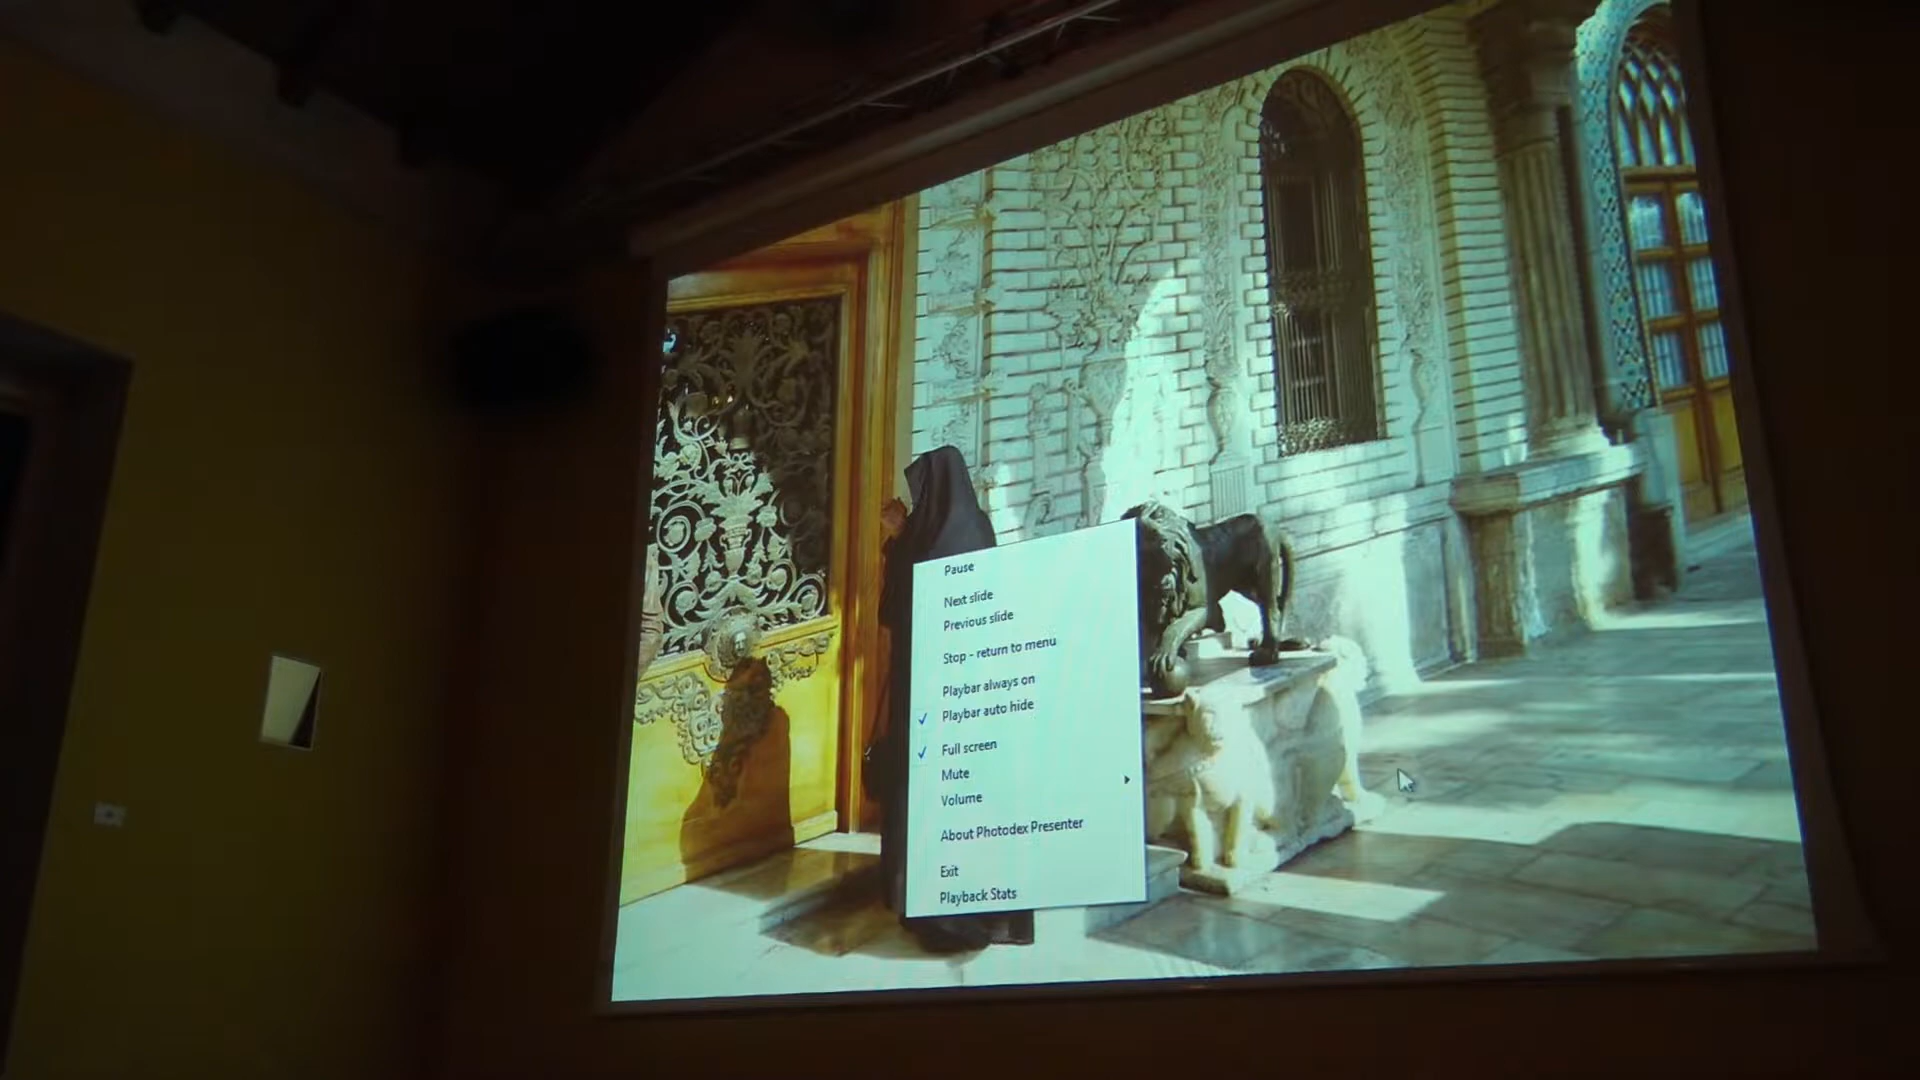 Pause
Next slide
Previous slide
Stop - return to menu
Playbar always on
Playbar auto hide
Full screen
Mute
Volume
About Photodex Presenter
Exit
Playback Stats